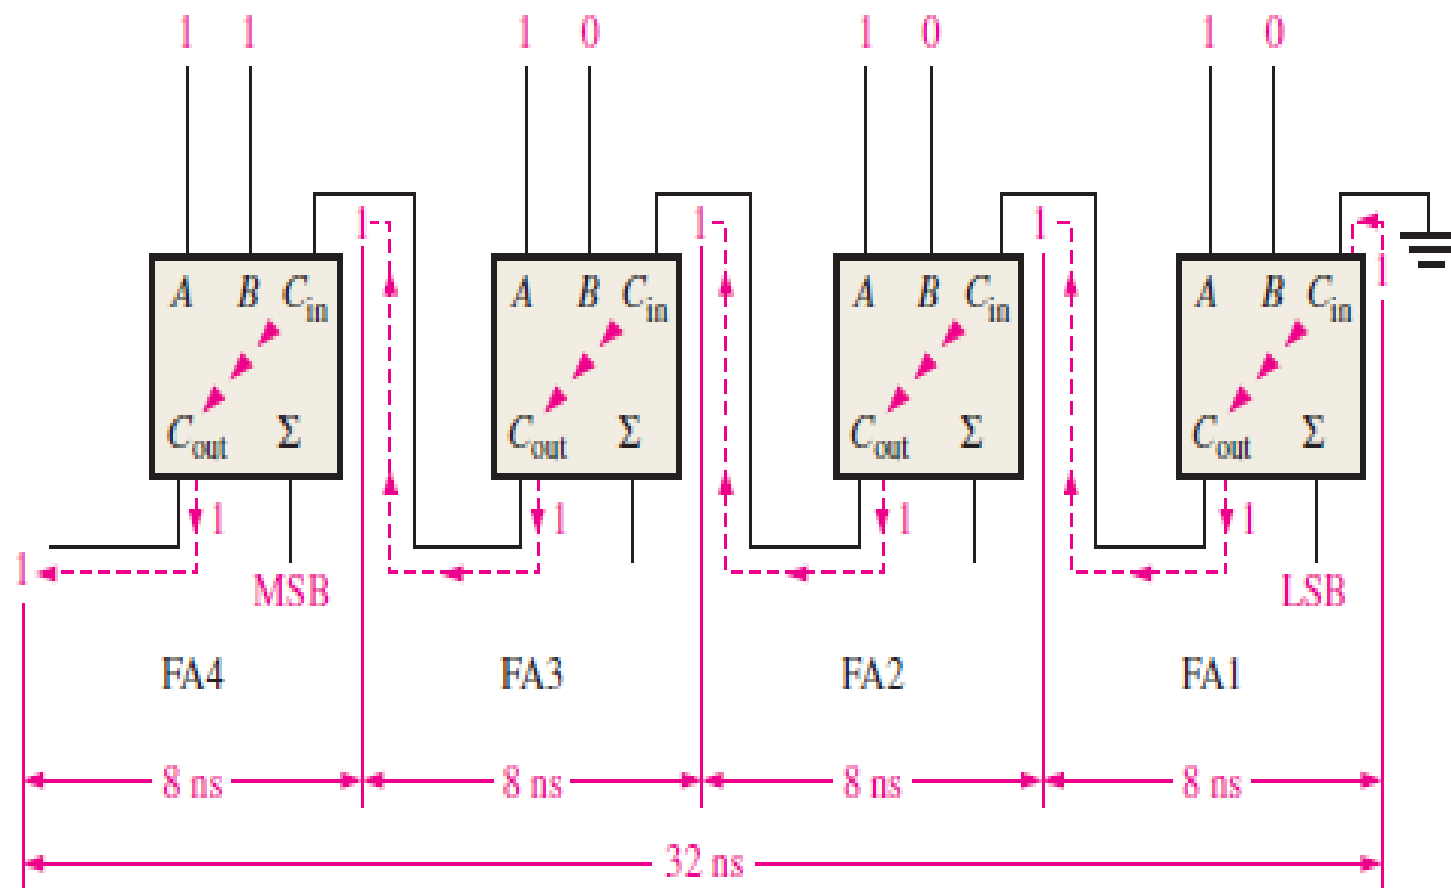 1 1 1 0 1 0 1 0
1 1 1 1
A B Cin A B Cin A B Cin A B Cin
Cout Σ Cout Σ Cout Σ Cout Σ
1 1 1 1
1 MSB LSB
FA4 FA3 FA2 FA1
8 ns 8 ns 8 ns 8 ns
32 ns